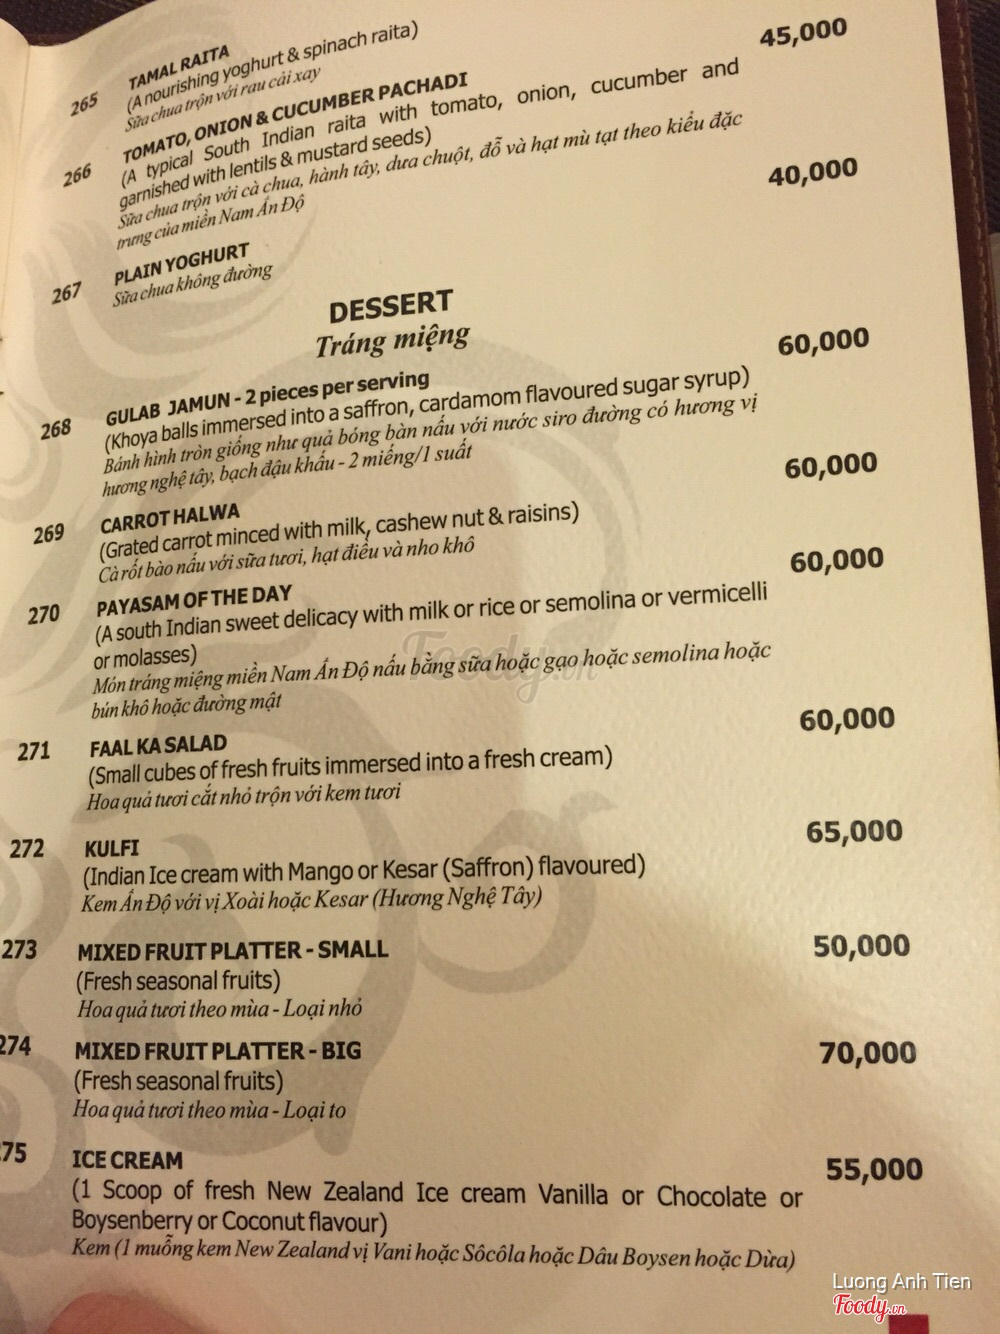 265 TAMAL RAITA
(A nourishing yoghurt & spinach raita)
Sữa chua trộn với rau cải xay
45,000
266 TOMATO, ONION & CUCUMBER PACHADI
(A typical South Indian raita with tomato, onion, cucumber and
garnished with lentils & mustard seeds)
Sữa chua trộn với cà chua, hành tây, dưa chuột, đỗ và hạt mù tạt theo kiểu đặc
trưng của miền Nam Ấn Độ
40,000
267 PLAIN YOGHURT
Sữa chua không đường
DESSERT
Tráng miệng
268 GULAB JAMUN - 2 pieces per serving 60,000
(Khoya balls immersed into a saffron, cardamom flavoured sugar syrup)
Bánh hình tròn giống như quả bóng bàn nấu với nước siro đường có hương vị
hương nghệ tây, bạch đậu khấu - 2 miếng/1 suất
269 CARROT HALWA 60,000
(Grated carrot minced with milk, cashew nut & raisins)
Cà rốt bào nấu với sữa tươi, hạt điều và nho khô
270 PAYASAM OF THE DAY 60,000
(A south Indian sweet delicacy with milk or rice or semolina or vermicelli
or molasses)
Món tráng miệng miền Nam Ấn Độ nấu bằng sữa hoặc gạo hoặc semolina hoặc
bún khô hoặc đường mật
271 FAAL KA SALAD 60,000
(Small cubes of fresh fruits immersed into a fresh cream)
Hoa quả tươi cắt nhỏ trộn với kem tươi
272 KULFI 65,000
(Indian Ice cream with Mango or Kesar (Saffron) flavoured)
Kem Ấn Độ với vị Xoài hoặc Kesar (Hương Nghệ Tây)
273 MIXED FRUIT PLATTER - SMALL 50,000
(Fresh seasonal fruits)
Hoa quả tươi theo mùa - Loại nhỏ
274 MIXED FRUIT PLATTER - BIG 70,000
(Fresh seasonal fruits)
Hoa quả tươi theo mùa - Loại to
275 ICE CREAM 55,000
(1 Scoop of fresh New Zealand Ice cream Vanilla or Chocolate or
Boysenberry or Coconut flavour)
Kem (1 muỗng kem New Zealand vị Vani hoặc Sôcôla hoặc Dâu Boysen hoặc Dừa)
Foody.vn
Luong Anh Tien
Foody.vn